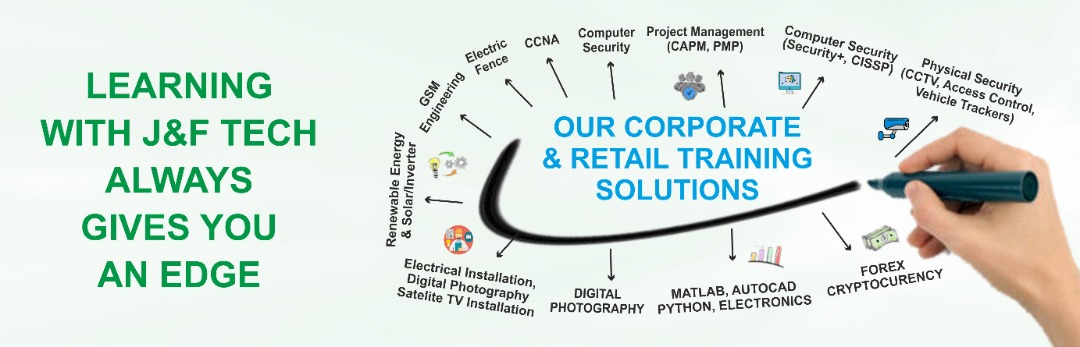 LEARNING
WITH J&F TECH
ALWAYS
GIVES YOU
AN EDGE
OUR CORPORATE
& RETAIL TRAINING
SOLUTIONS
Renewable Energy
& Solar/Inverter
GSM
Engineering
Electric
Fence
CCNA
Computer
Security
Project Management
(CAPM, PMP)
Computer Security
(Security+, CISSP)
Physical Security
(CCTV, Access Control,
Vehicle Trackers)
Electrical Installation,
Digital Photography
Satelite TV Installation
DIGITAL
PHOTOGRAPHY
MATLAB, AUTOCAD
PYTHON, ELECTRONICS
FOREX
CRYPTOCURENCY